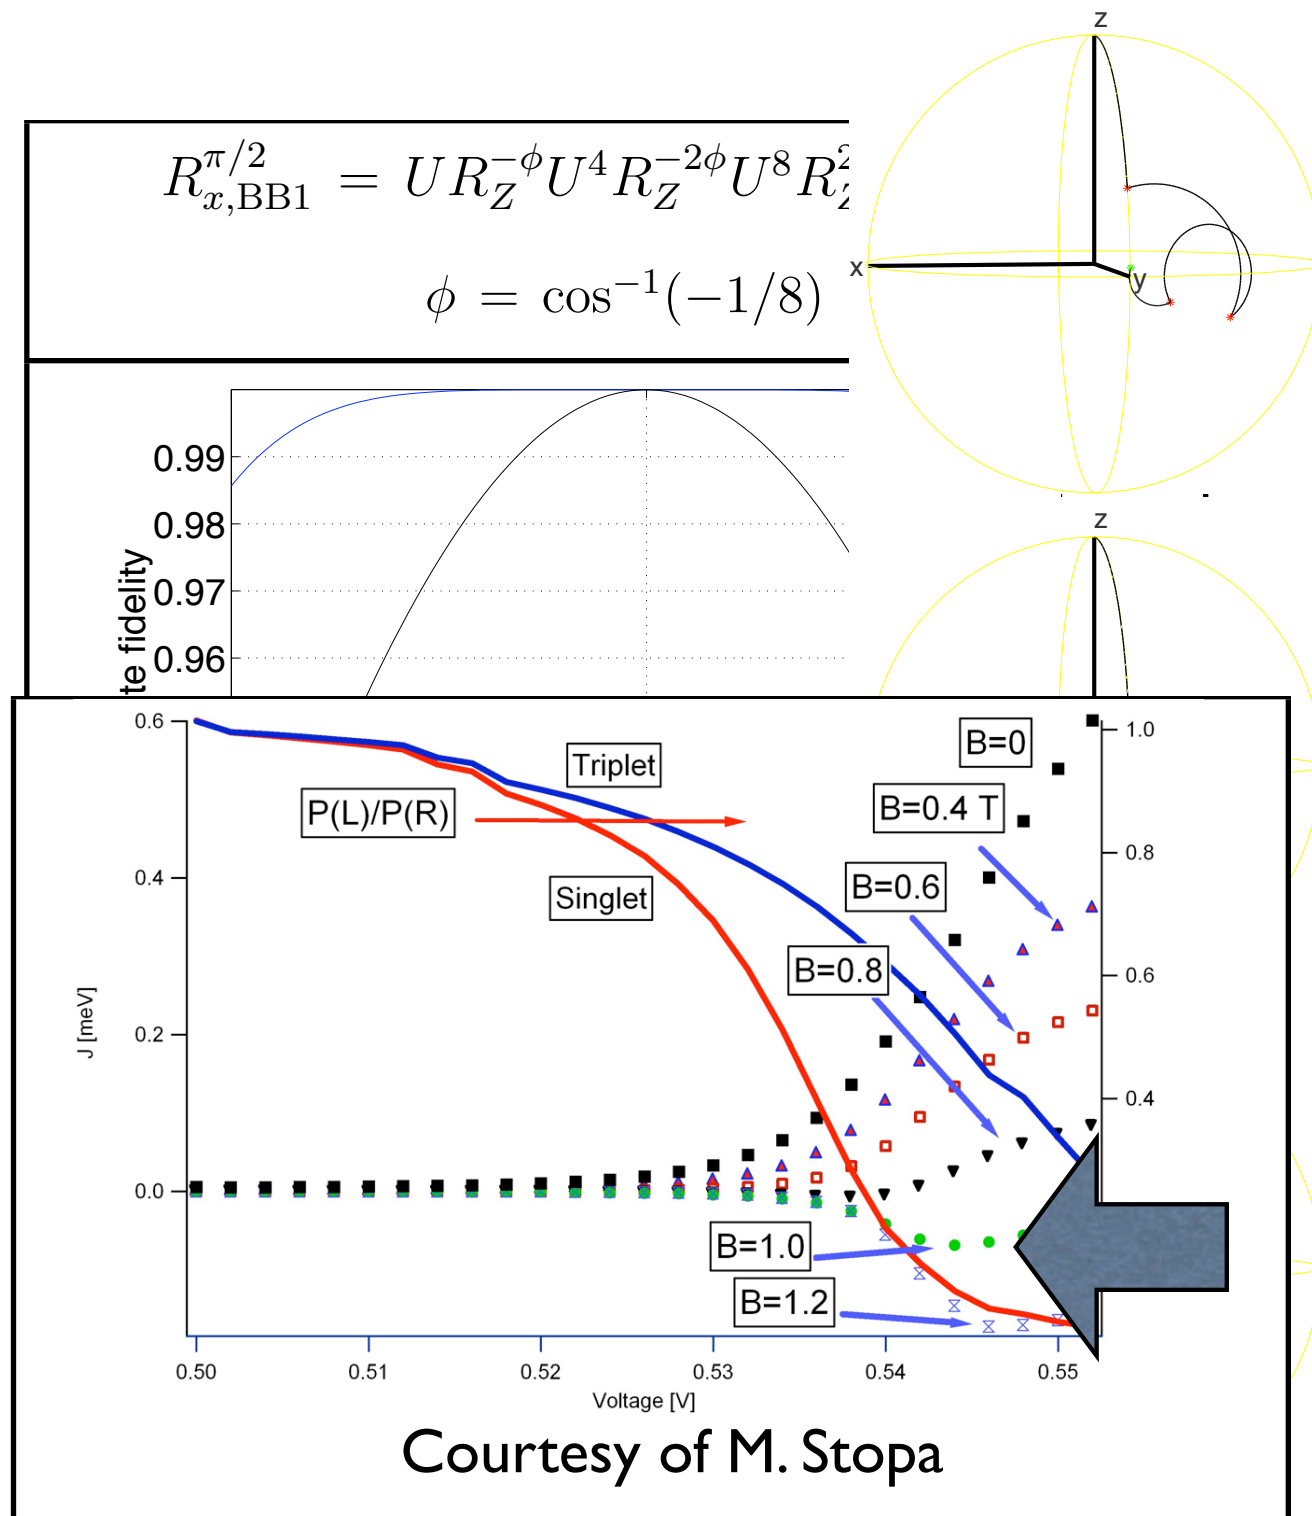 z
R_{x,BB1}^{π/2} = UR_Z^{-ϕ}U^4R_Z^{-2ϕ}U^8R
ϕ = cos^{-1}(-1/8)
x
y
0.99
0.98
0.97
0.96
fidelity
z
0.6
0.4
0.2
0.0
J [meV]
1.0
0.8
0.6
0.4
B=0
Triplet
P(L)/P(R)
B=0.4 T
B=0.6
Singlet
B=0.8
B=1.0
B=1.2
0.50 0.51 0.52 0.53 0.54 0.55
Voltage [V]
Courtesy of M. Stopa